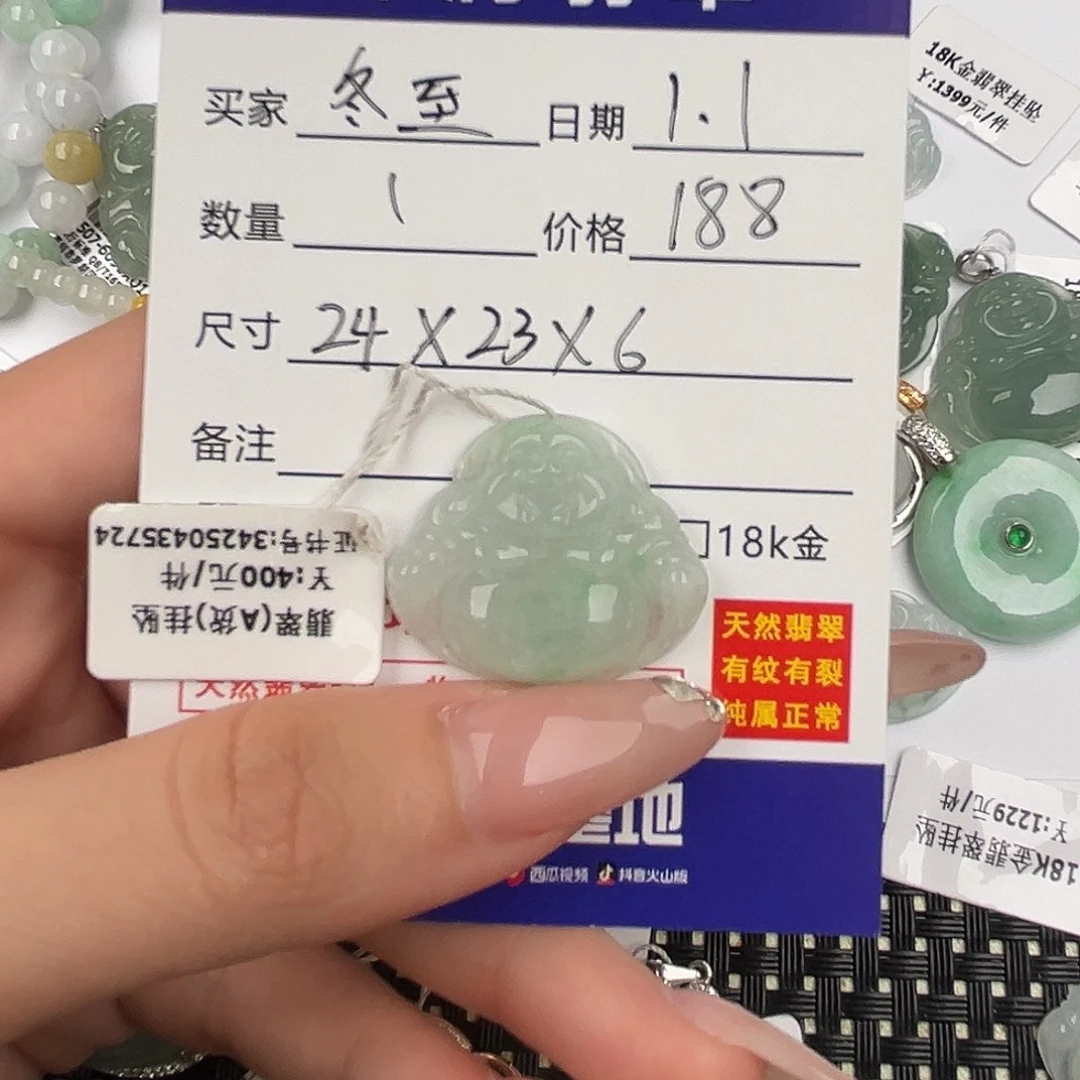 买家 冬至 日期 1.1
数量 1 价格 188
尺寸 24X23X6
备注
□18k金
证书号:34250435724
¥:400元/件
翡翠(A货)挂坠
天然翡翠
有纹有裂
纯属正常
西瓜视频 抖音火山版
18K金翡翠挂坠
¥:1399元/件
18K金翡翠挂坠
¥:1229元/件